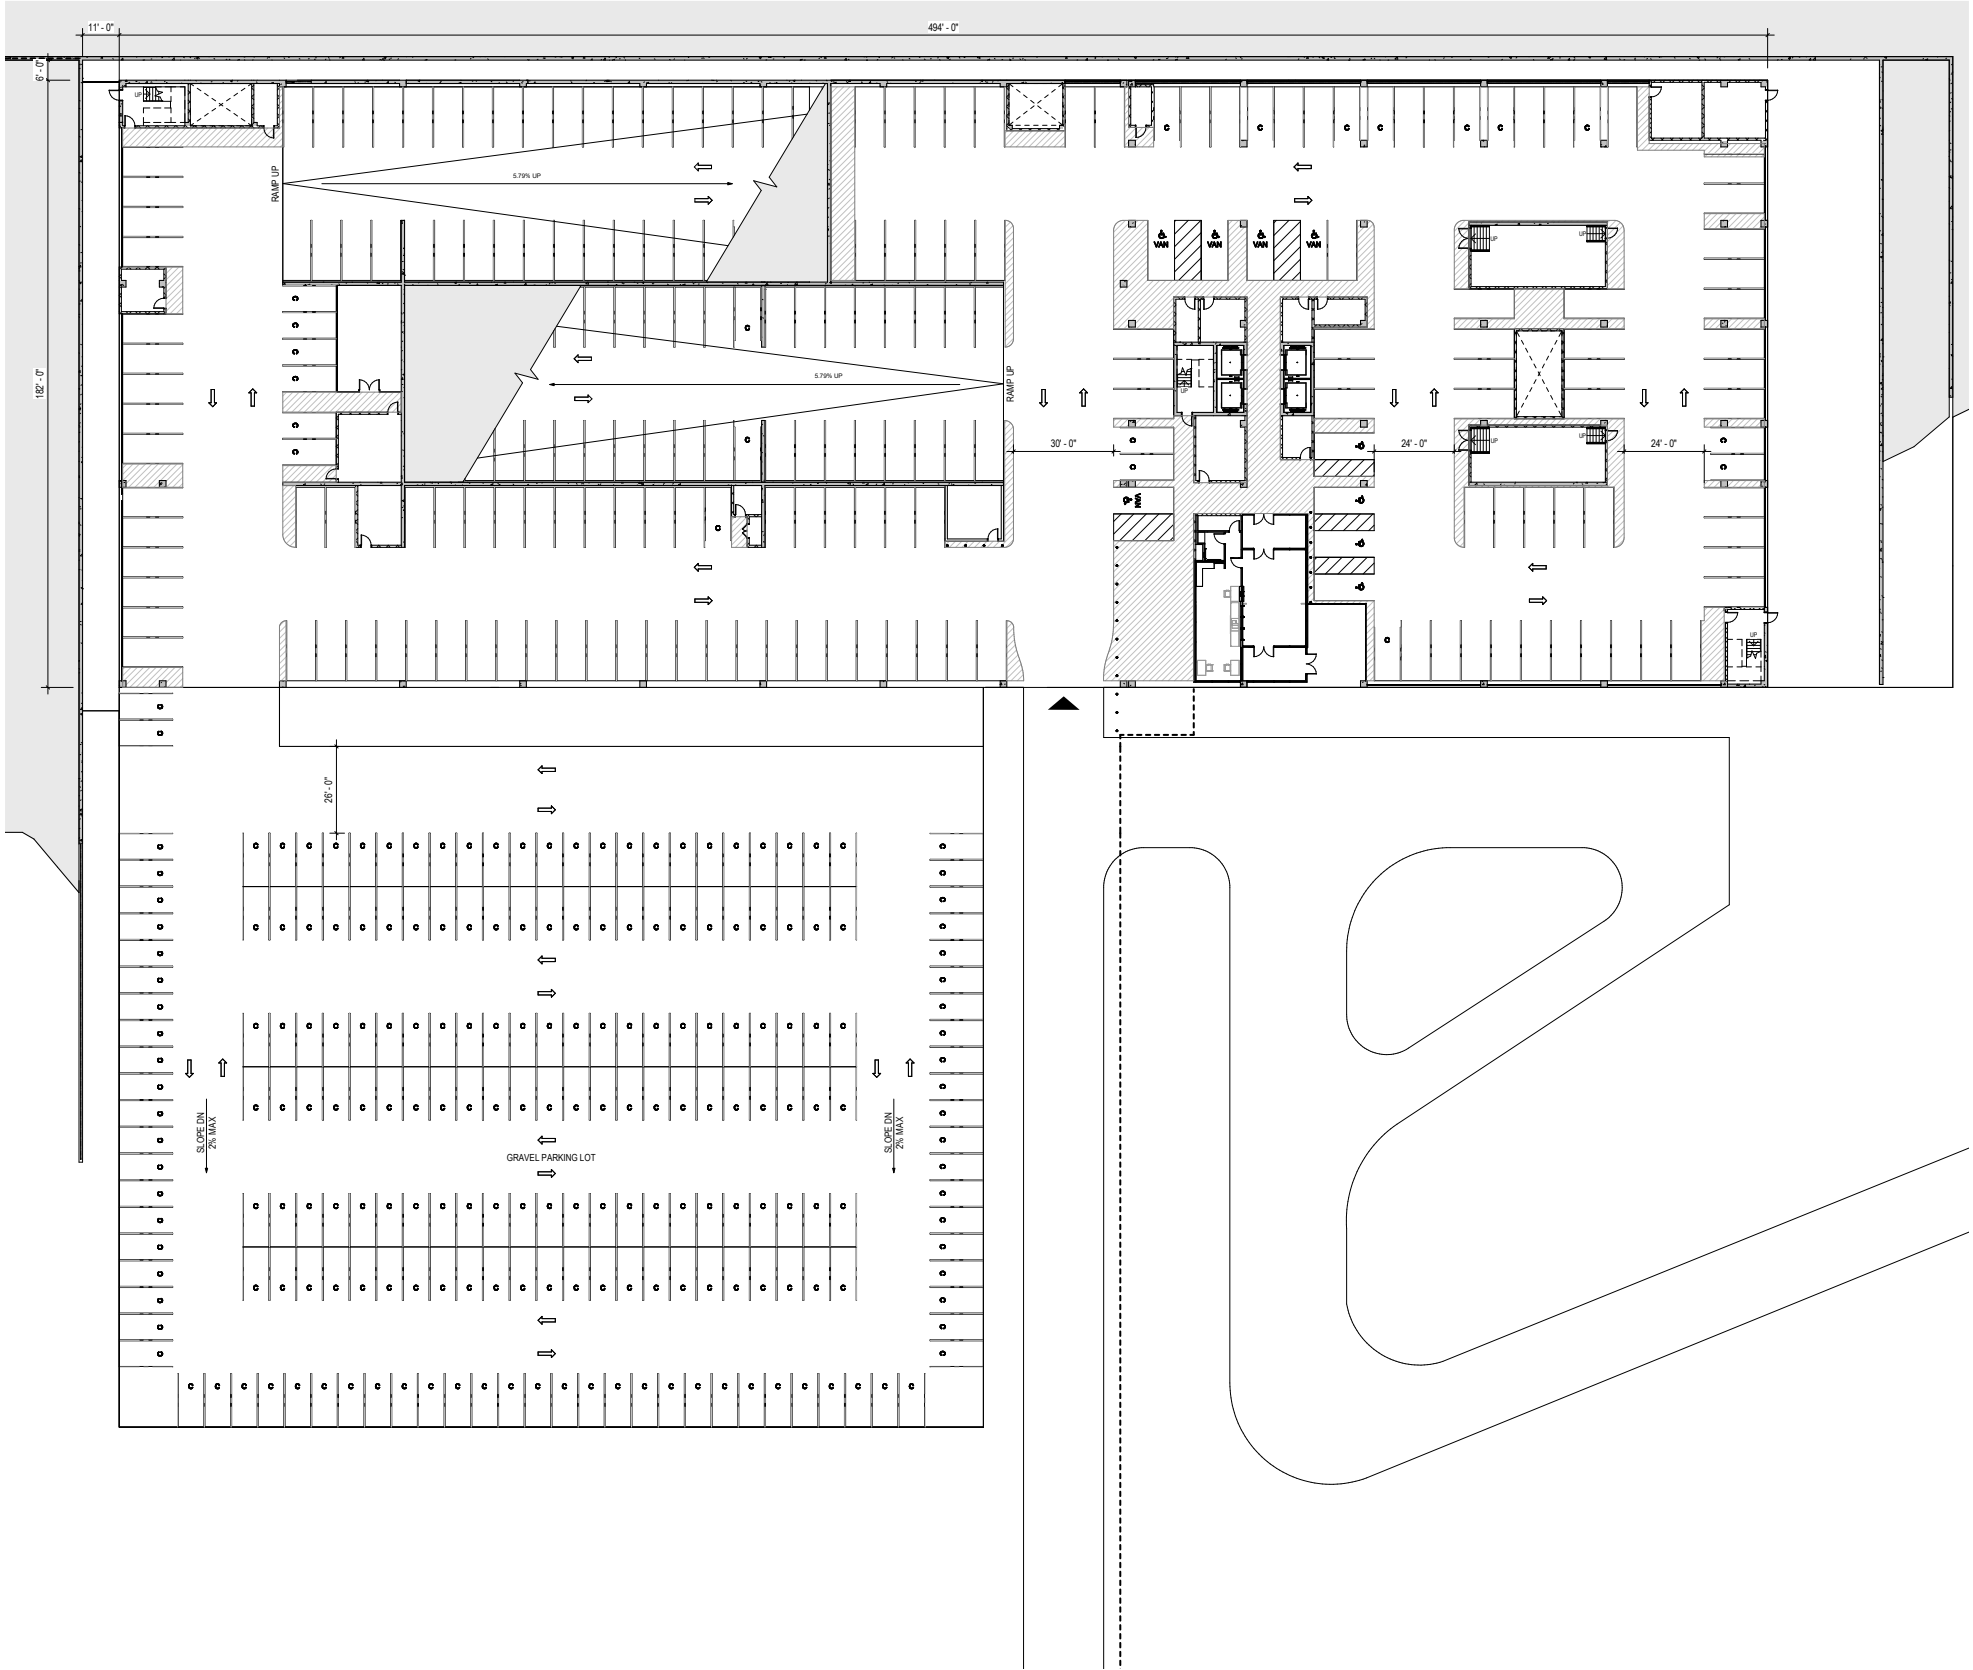 11' - 0"
494' - 0"
6' - 0"
UP
5.79% UP
RAMP UP
C C C C C C C
VAN VAN VAN VAN
UP
UP
C
C
C
C
C
5.79% UP
RAMP UP
182' - 0"
UP
C
C
C
C
C
C
30' - 0"
24' - 0"
UP
UP
24' - 0"
C
C
VAN
C
C
UP
C
C
26' - 0"
C C C C C C C C C C C C C C C C C C C C C C C
C C C C C C C C C C C C C C C C C C C C C C C
C C C C C C C C C C C C C C C C C C C C C C C
C C C C C C C C C C C C C C C C C C C C C C C
SLOPE DN
2% MAX
SLOPE DN
2% MAX
GRAVEL PARKING LOT
C C C C C C C C C C C C C C C C C C C C C C C
C C C C C C C C C C C C C C C C C C C C C C C
C C C C C C C C C C C C C C C C C C C C C C C C C C C C